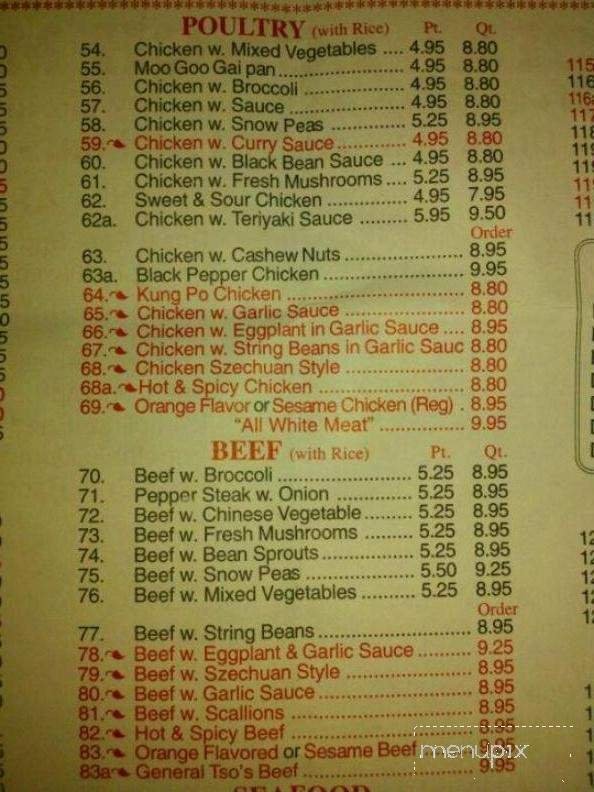 POULTRY (with Rice) Pt. Qt.
54. Chicken w. Mixed Vegetables .... 4.95 8.80
55. Moo Goo Gai pan........................ 4.95 8.80
56. Chicken w. Broccoli .................... 4.95 8.80
57. Chicken w. Sauce ...................... 4.95 8.80
58. Chicken w. Snow Peas ............... 5.25 8.95
59. Chicken w. Curry Sauce.............. 4.95 8.80
60. Chicken w. Black Bean Sauce ... 4.95 8.80
61. Chicken w. Fresh Mushrooms .... 5.25 8.95
62. Sweet & Sour Chicken ............... 4.95 7.95
62a. Chicken w. Teriyaki Sauce ......... 5.95 9.50
Order
63. Chicken w. Cashew Nuts ........................ 8.95
63a. Black Pepper Chicken ............................ 9.95
64. Kung Po Chicken ................................... 8.80
65. Chicken w. Garlic Sauce ........................ 8.80
66. Chicken w. Eggplant in Garlic Sauce .... 8.95
67. Chicken w. String Beans in Garlic Sauc 8.80
68. Chicken Szechuan Style ........................ 8.80
68a. Hot & Spicy Chicken ............................. 8.80
69. Orange Flavor or Sesame Chicken (Reg) . 8.95
"All White Meat" ................ 9.95
BEEF (with Rice) Pt. Qt.
70. Beef w. Broccoli .......................... 5.25 8.95
71. Pepper Steak w. Onion ............... 5.25 8.95
72. Beef w. Chinese Vegetable ......... 5.25 8.95
73. Beef w. Fresh Mushrooms ......... 5.25 8.95
74. Beef w. Bean Sprouts.................. 5.25 8.95
75. Beef w. Snow Peas ..................... 5.50 9.25
76. Beef w. Mixed Vegetables .......... 5.25 8.95
Order
77. Beef w. String Beans ............................. 8.95
78. Beef w. Eggplant & Garlic Sauce .......... 9.25
79. Beef w. Szechuan Style ........................ 8.95
80. Beef w. Garlic Sauce ............................. 8.95
81. Beef w. Scallions ................................... 8.95
82. Hot & Spicy Beef ................................... 8.95
83. Orange Flavored or Sesame Beef 9.95
83a General Tso's Beef ................................ 9.95
menupix
SEAFOOD